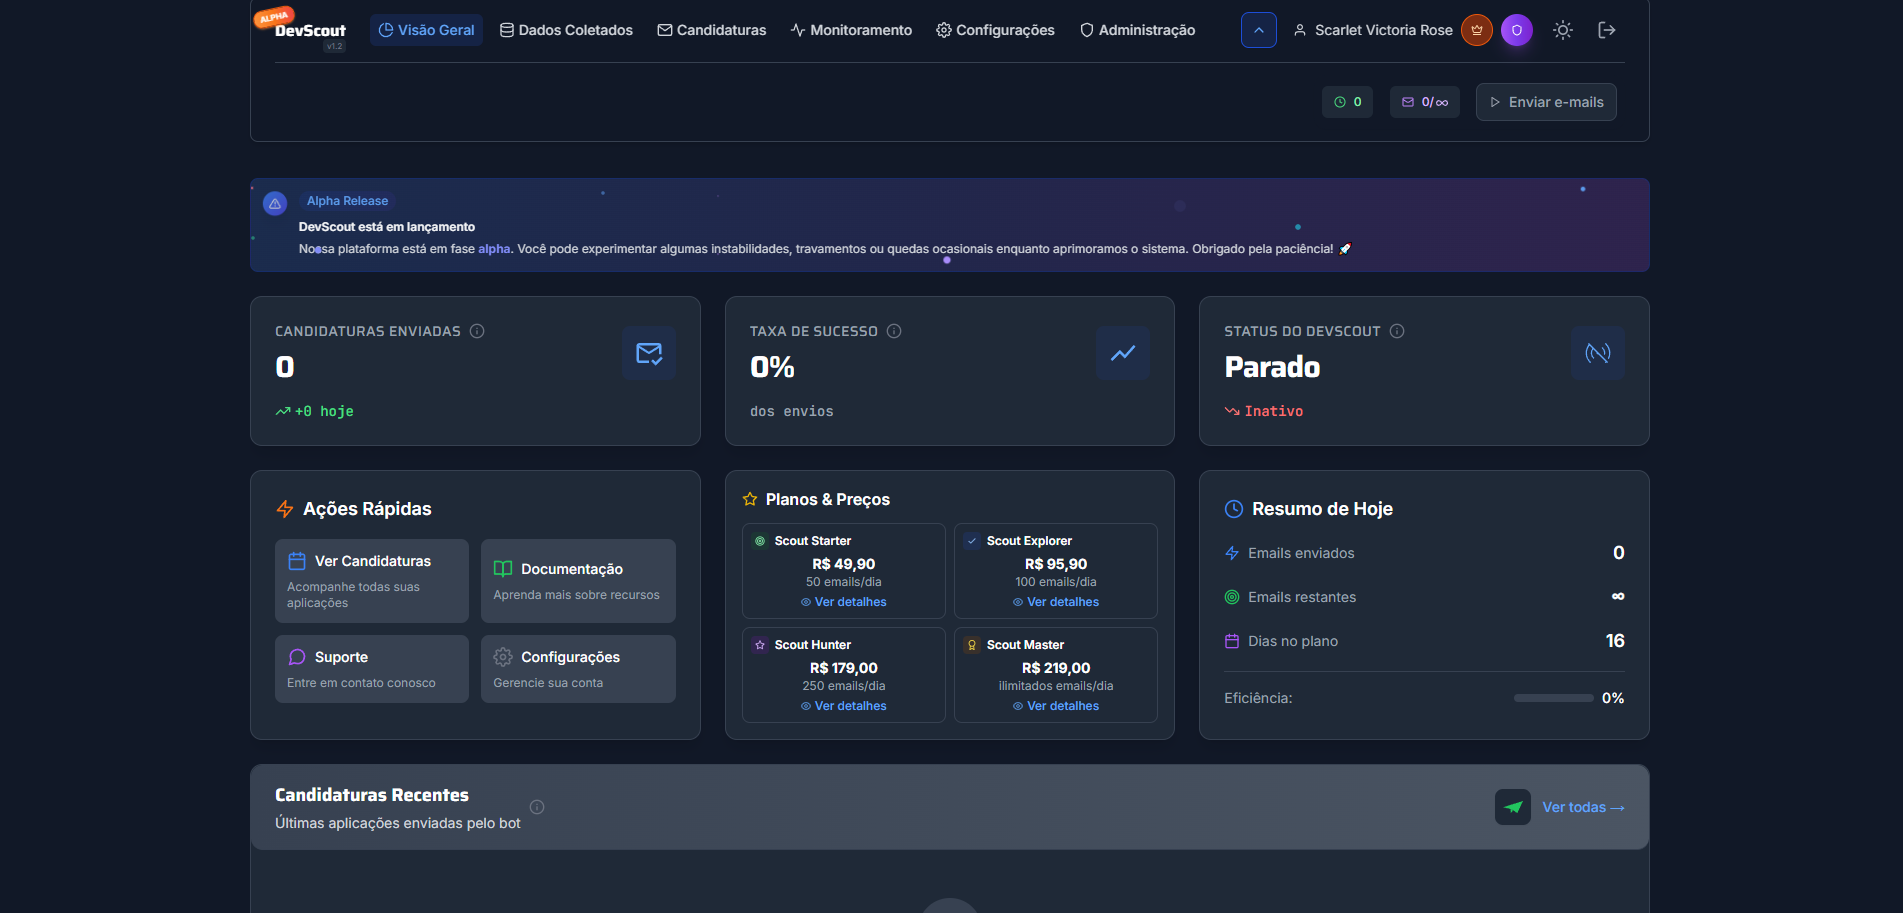 ALPHA
DevScout
v1.2
Visão Geral
Dados Coletados
Candidaturas
Monitoramento
Configurações
Administração
Scarlet Victoria Rose
0
0/∞
Enviar e-mails
Alpha Release
DevScout está em lançamento
Nossa plataforma está em fase alpha. Você pode experimentar algumas instabilidades, travamentos ou quedas ocasionais enquanto aprimoramos o sistema. Obrigado pela paciência! 🚀
CANDIDATURAS ENVIADAS
0
+0 hoje
TAXA DE SUCESSO
0%
dos envios
STATUS DO DEVSCOUT
Parado
Inativo
Ações Rápidas
Ver Candidaturas
Acompanhe todas suas
aplicações
Documentação
Aprenda mais sobre recursos
Suporte
Entre em contato conosco
Configurações
Gerencie sua conta
Planos & Preços
Scout Starter
R$ 49,90
50 emails/dia
Ver detalhes
Scout Explorer
R$ 95,90
100 emails/dia
Ver detalhes
Scout Hunter
R$ 179,00
250 emails/dia
Ver detalhes
Scout Master
R$ 219,00
ilimitados emails/dia
Ver detalhes
Resumo de Hoje
Emails enviados
0
Emails restantes
∞
Dias no plano
16
Eficiência:
0%
Candidaturas Recentes
Últimas aplicações enviadas pelo bot
Ver todas →